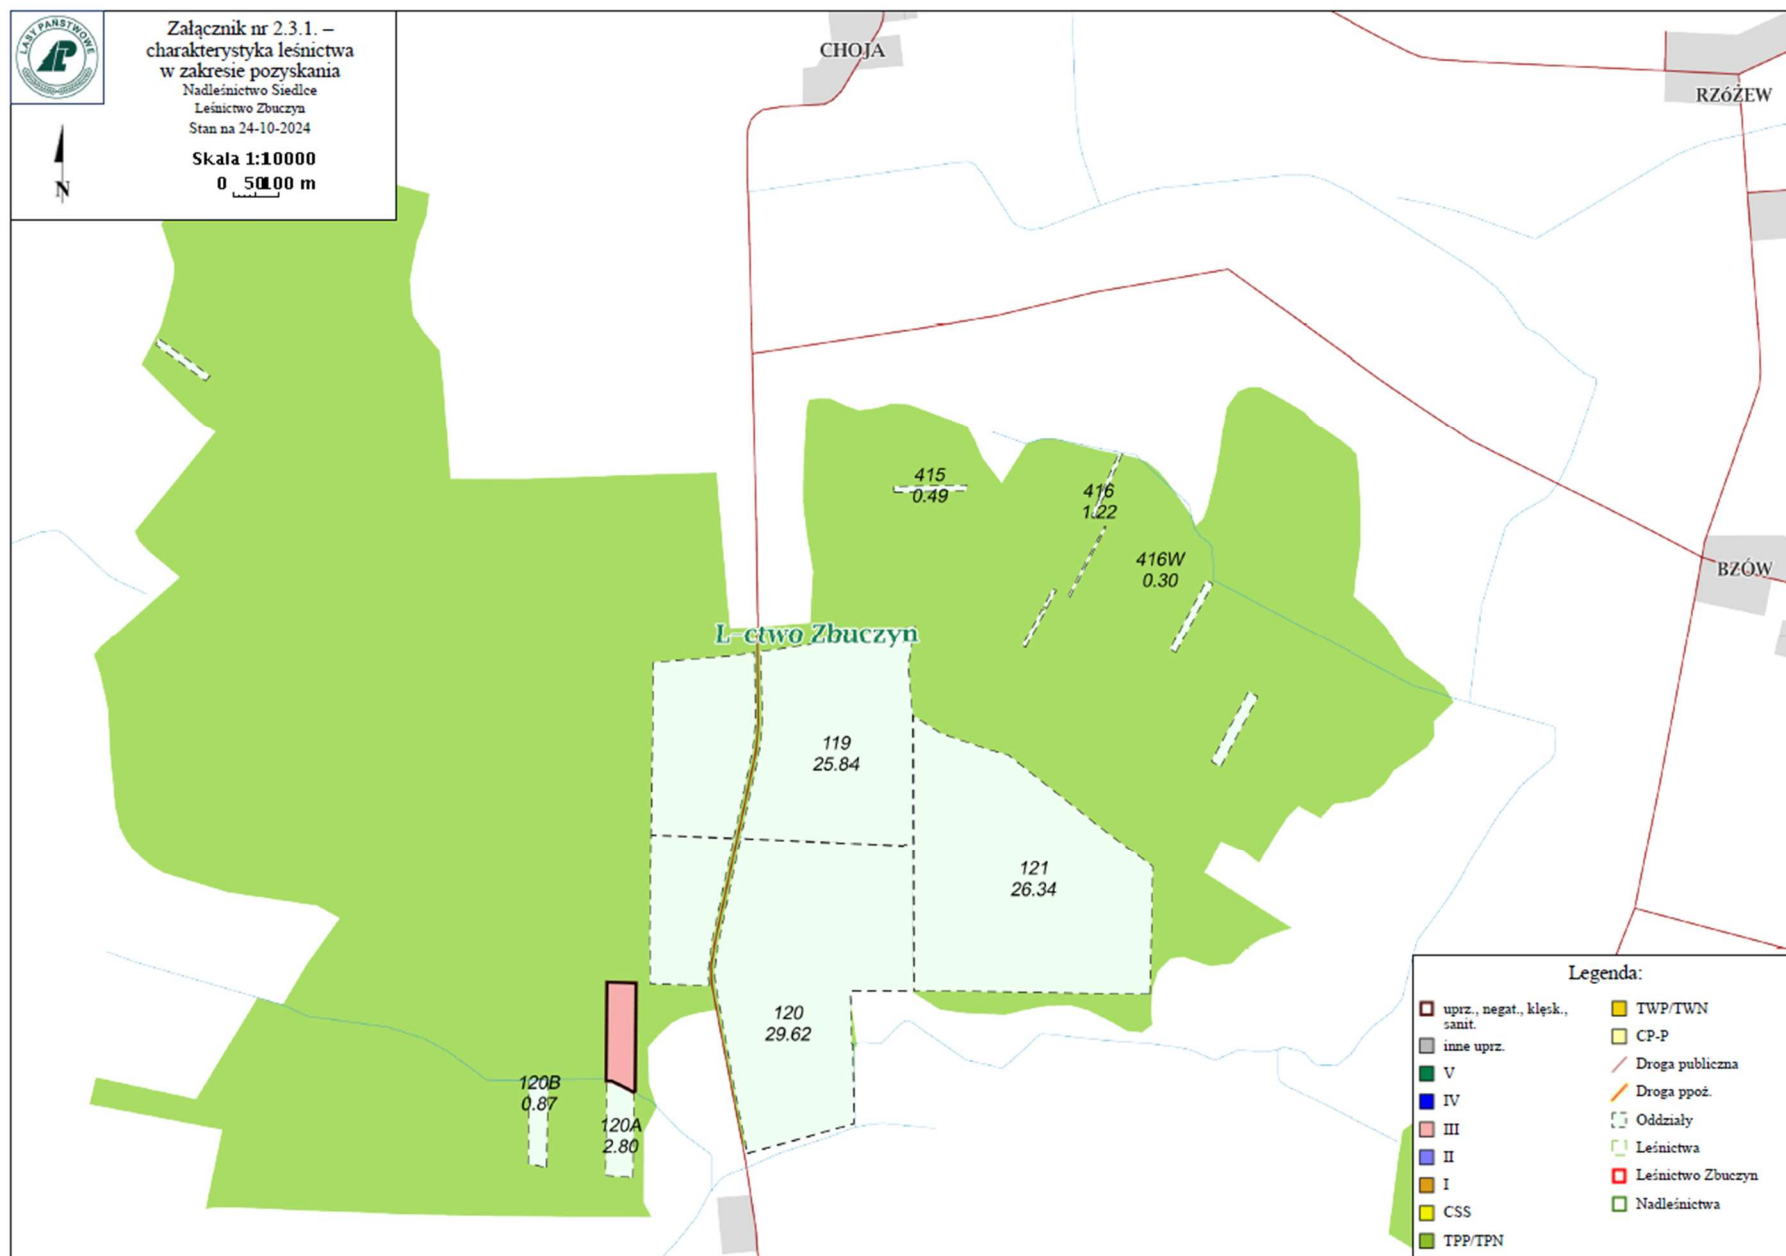 LASY PAŃSTWOWE
Załącznik nr 2.3.1. –
charakterystyka leśnictwa
w zakresie pozyskania
Nadleśnictwo Siedlce
Leśnictwo Zbuczyn
Stan na 24-10-2024
Skala 1:10000
0 50 100 m
N
CHOJA
RZÓŻEW
BZÓW
415
0.49
416
1.22
416W
0.30
L-ctwo Zbuczyn
119
25.84
121
26.34
120
29.62
120B
0.87
120A
2.80
Legenda:
uprz., negat., klęsk.,
sanit.
inne uprz.
V
IV
III
II
I
CSS
TPP/TPN
TWP/TWN
CP-P
Droga publiczna
Droga ppoż.
Oddziały
Leśnictwa
Leśnictwo Zbuczyn
Nadleśnictwa